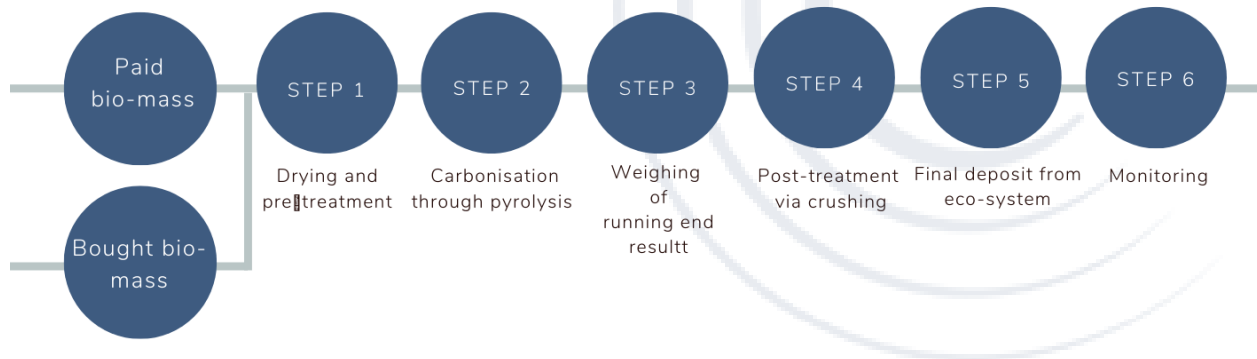 Paid
bio-mass
Bought bio-
mass
STEP 1
Drying and
pre￾treatment
STEP 2
Carbonisation
through pyrolysis
STEP 3
Weighing
of
running end
resultt
STEP 4
Post-treatment
via crushing
STEP 5
Final deposit from
eco-system
STEP 6
Monitoring